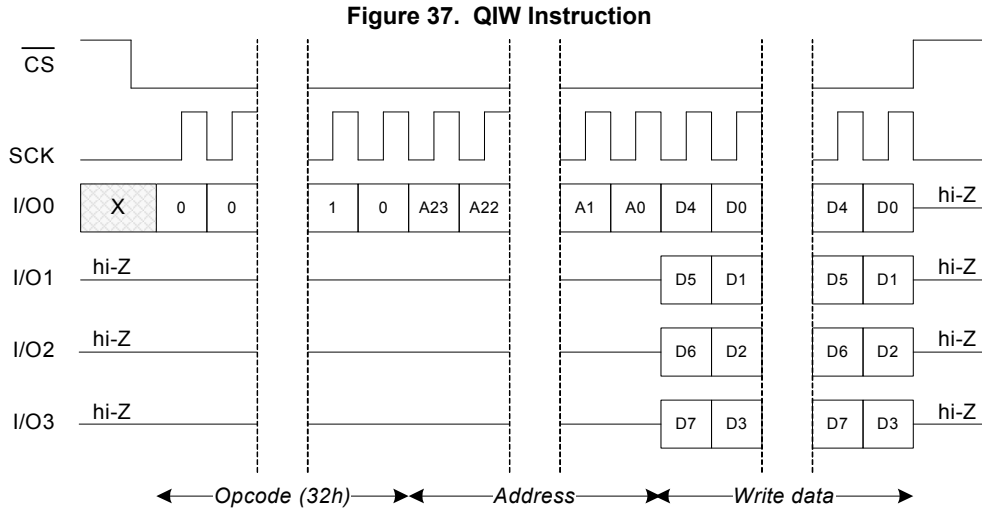 Figure 37. QIW Instruction
CS
SCK
I/O0 X 0 0 1 0 A23 A22 A1 A0 D4 D0 D4 D0 hi-Z
I/O1 hi-Z D5 D1 D5 D1 hi-Z
I/O2 hi-Z D6 D2 D6 D2 hi-Z
I/O3 hi-Z D7 D3 D7 D3 hi-Z
Opcode (32h) Address Write data